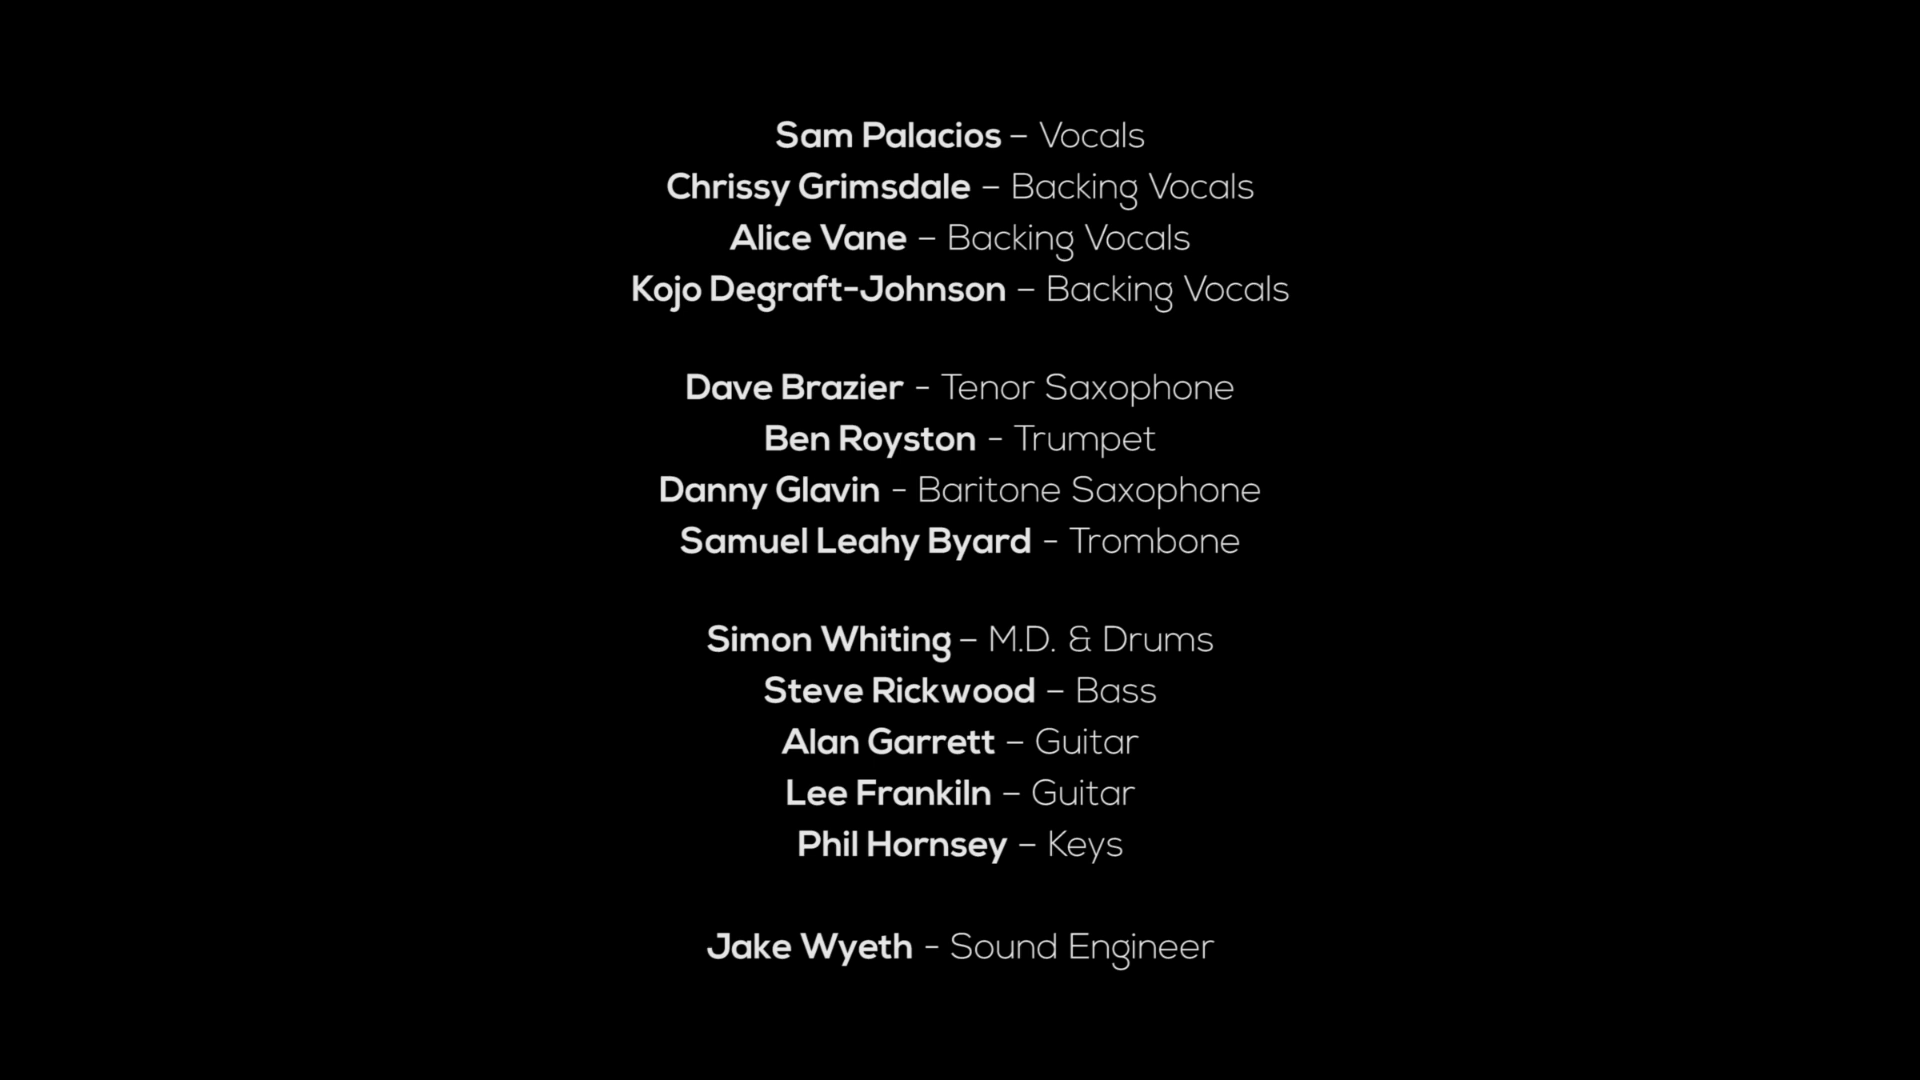 Sam Palacios – Vocals
Chrissy Grimsdale – Backing Vocals
Alice Vane – Backing Vocals
Kojo Degraft-Johnson – Backing Vocals
Dave Brazier - Tenor Saxophone
Ben Royston - Trumpet
Danny Glavin - Baritone Saxophone
Samuel Leahy Byard - Trombone
Simon Whiting – M.D. & Drums
Steve Rickwood – Bass
Alan Garrett – Guitar
Lee Frankiln – Guitar
Phil Hornsey – Keys
Jake Wyeth - Sound Engineer